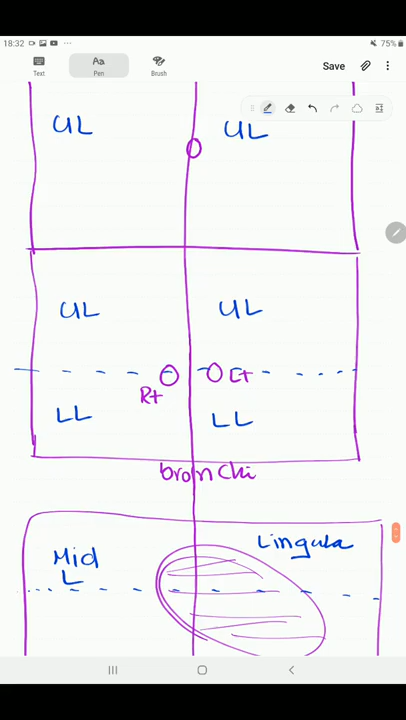 18:32 75%
Text Pen Brush Save
UL UL
UL UL
Rt Lt
LL LL
bronchi
Mid Lingula
L